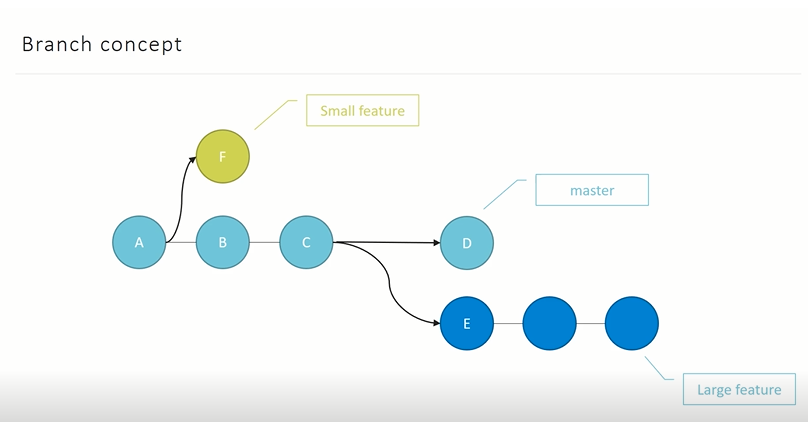 Branch concept
Small feature
F
master
A
B
C
D
E
Large feature